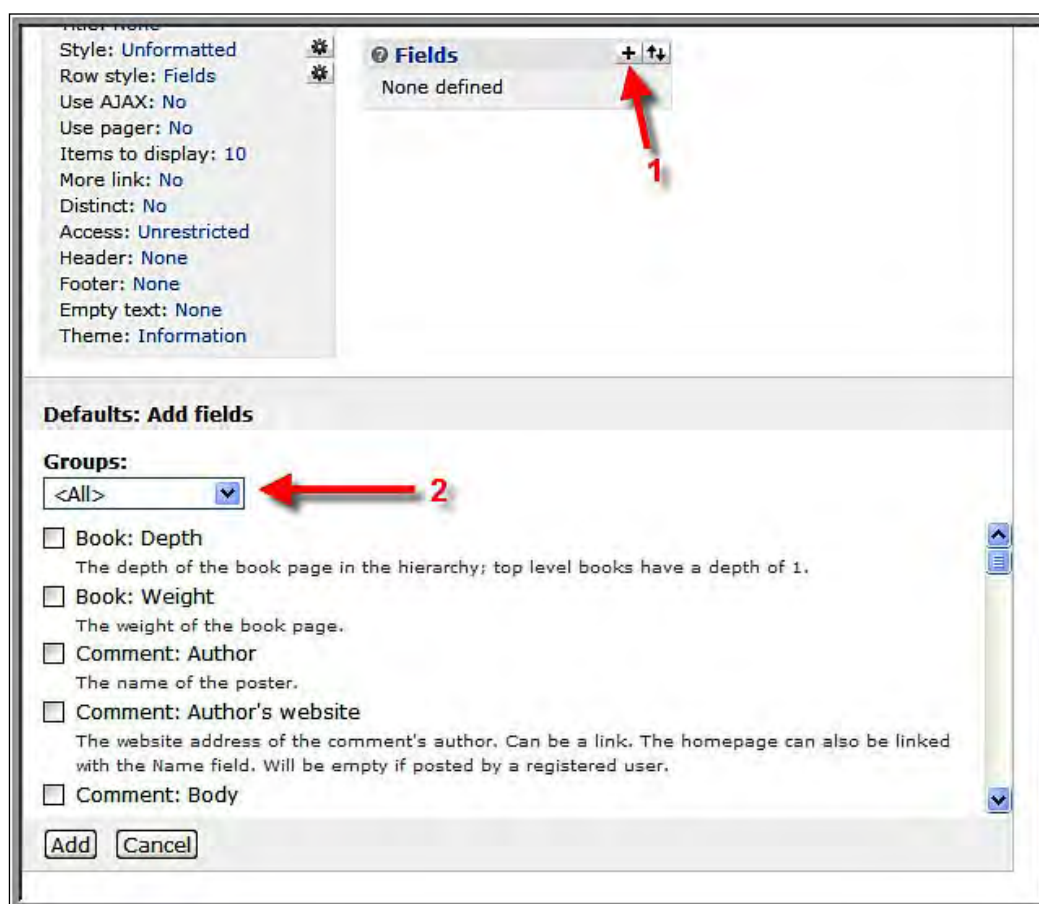 Title: None
Style: Unformatted
Row style: Fields
Use AJAX: No
Use pager: No
Items to display: 10
More link: No
Distinct: No
Access: Unrestricted
Header: None
Footer: None
Empty text: None
Theme: Information
Fields
None defined
1
Defaults: Add fields
Groups:
<All>
2
Book: Depth
The depth of the book page in the hierarchy; top level books have a depth of 1.
Book: Weight
The weight of the book page.
Comment: Author
The name of the poster.
Comment: Author's website
The website address of the comment's author. Can be a link. The homepage can also be linked
with the Name field. Will be empty if posted by a registered user.
Comment: Body
Add Cancel